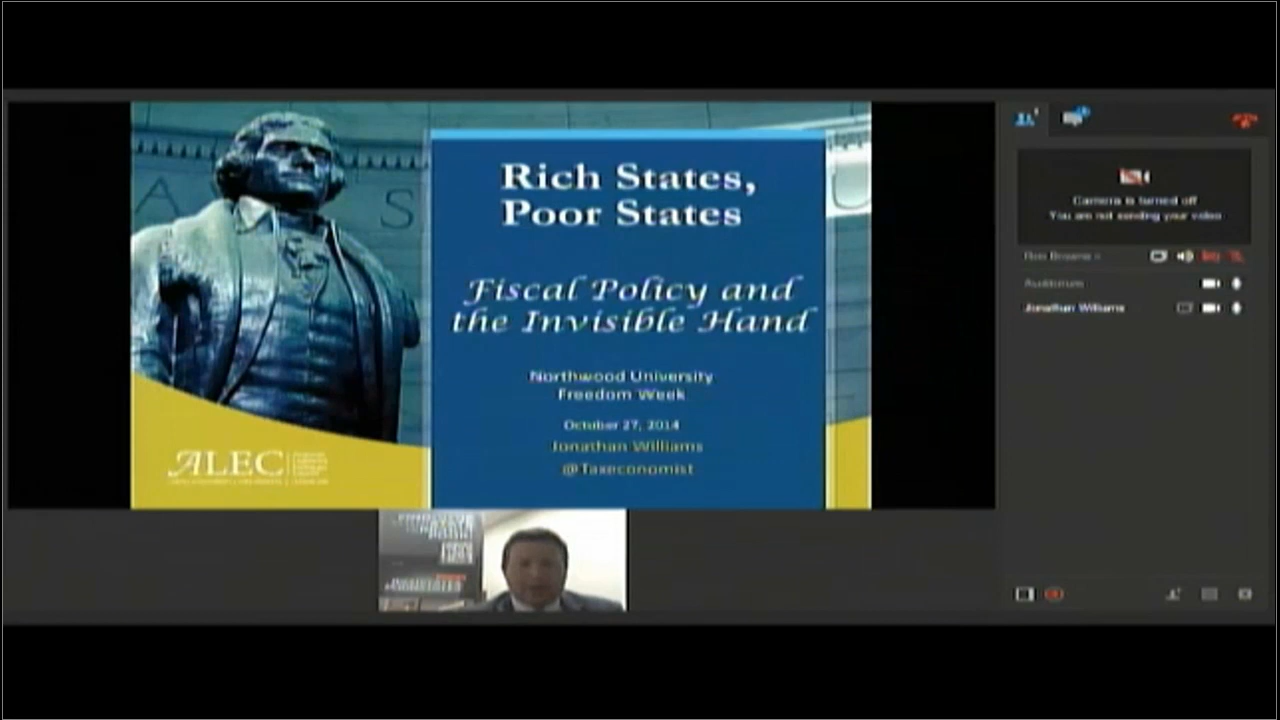 Rich States,
Poor States
Fiscal Policy and
the Invisible Hand
Northwood University
Freedom Week
October 27, 2014
Jonathan Williams
@Taxeconomist
ALEC
A S U
Camera is turned off
You are not sending your video
Auditorium
Jonathan Williams